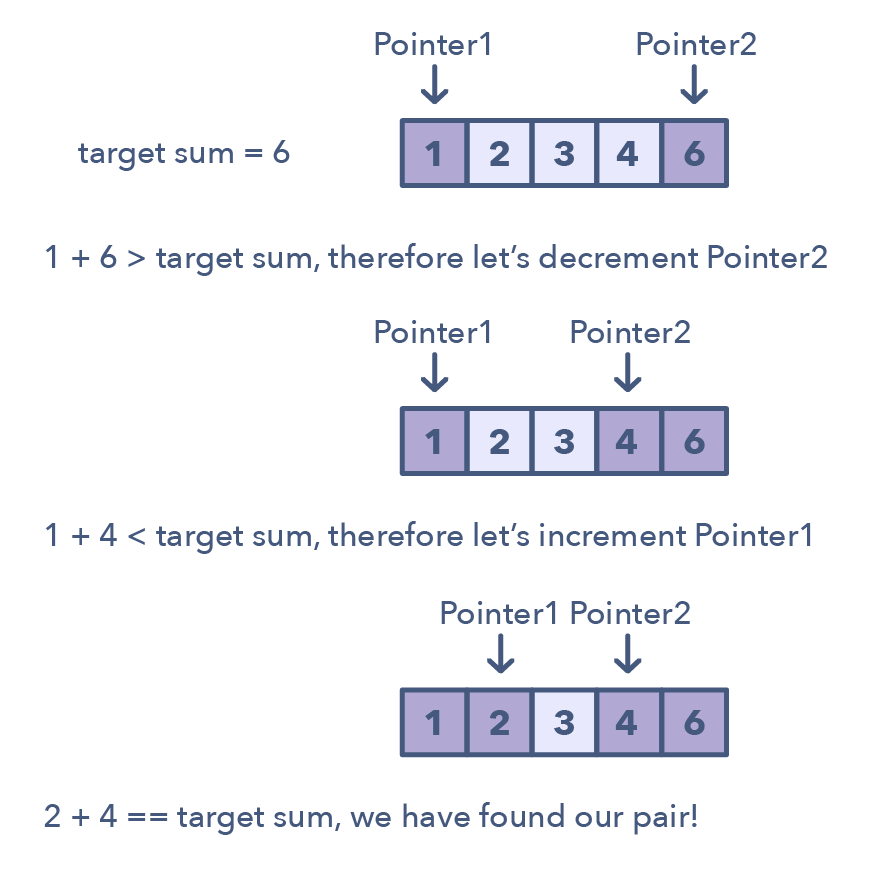 Pointer1 Pointer2
target sum = 6
1 2 3 4 6
1 + 6 > target sum, therefore let’s decrement Pointer2
Pointer1 Pointer2
1 2 3 4 6
1 + 4 < target sum, therefore let’s increment Pointer1
Pointer1 Pointer2
1 2 3 4 6
2 + 4 == target sum, we have found our pair!